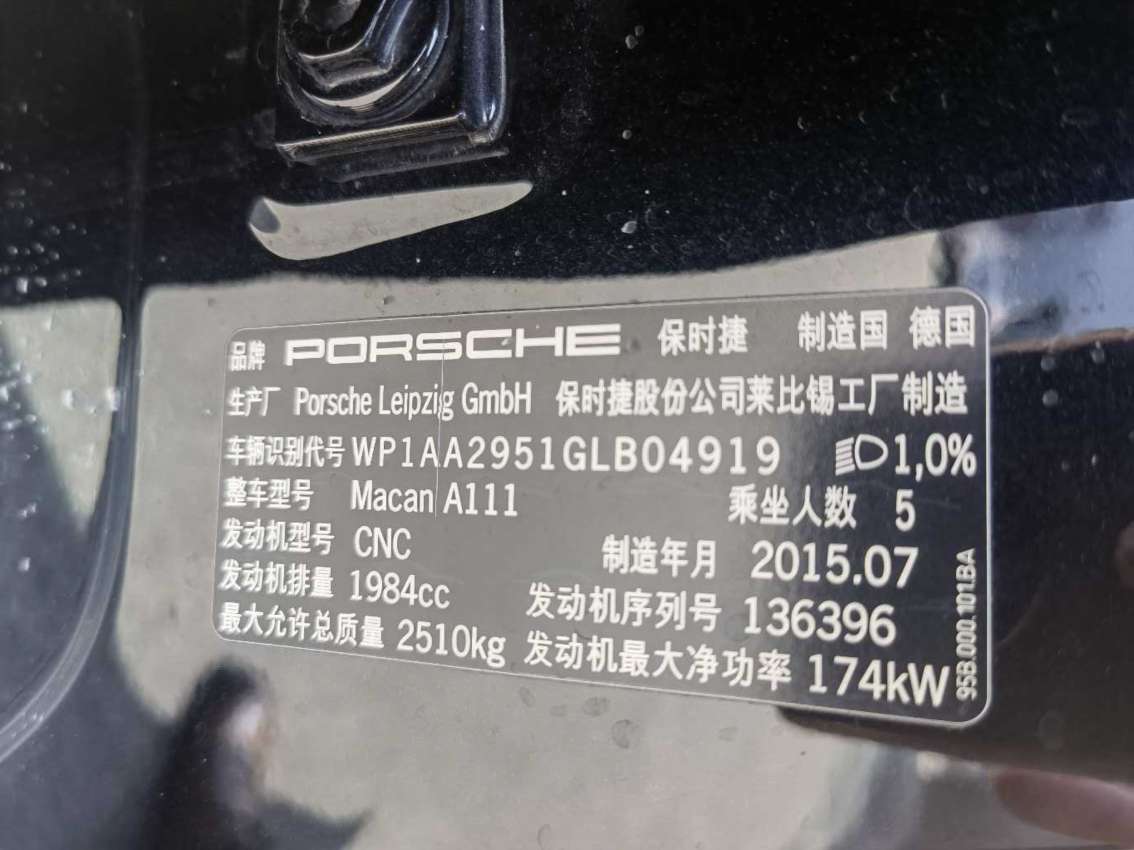 品牌 PORSCHE 保时捷 制造国 德国
生产厂 Porsche Leipzig GmbH 保时捷股份公司莱比锡工厂制造
车辆识别代号 WP1AA2951GLB04919 1,0%
整车型号 Macan A111 乘坐人数 5
发动机型号 CNC 制造年月 2015.07
发动机排量 1984cc 发动机序列号 136396
最大允许总质量 2510kg 发动机最大净功率 174kW
95B.000.101.BA